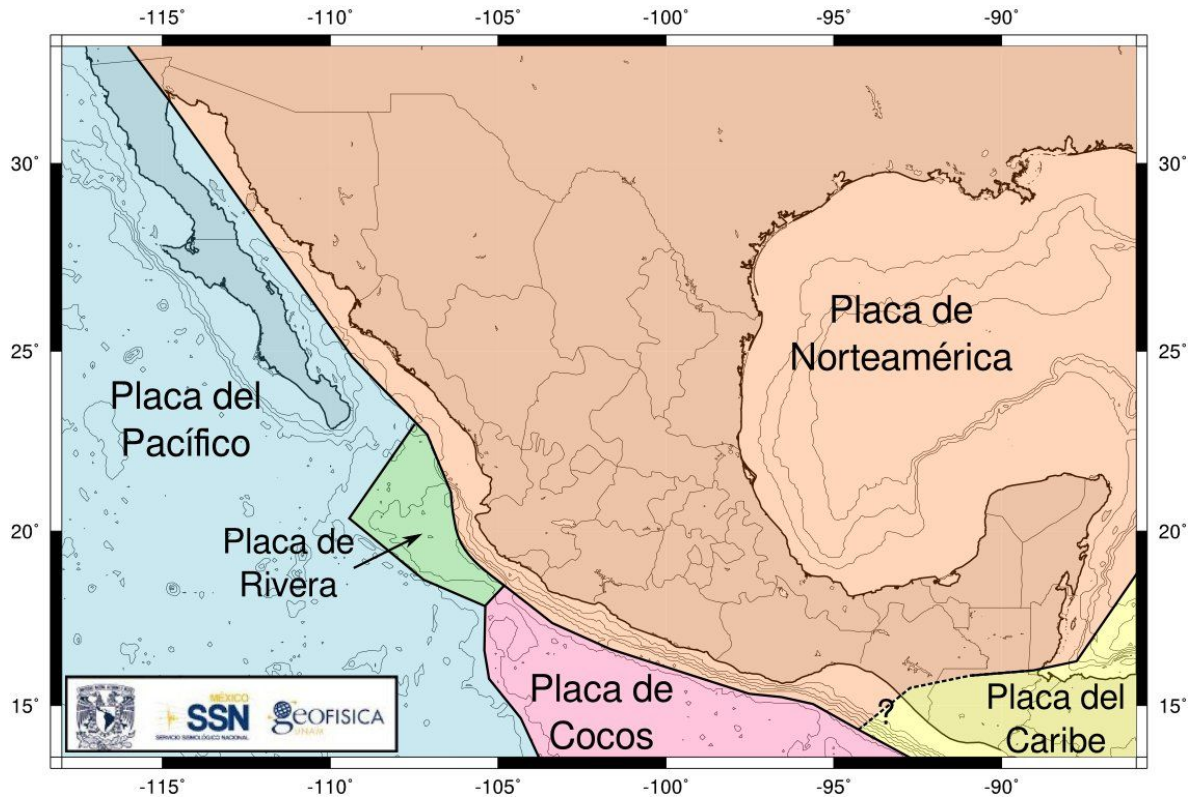 -115° -110° -105° -100° -95° -90°
30° 30°
Placa de
Norteamérica
25° 25°
Placa del
Pacífico
20° 20°
Placa de
Rivera
Placa de
Cocos
?
Placa del
Caribe
15° 15°
MÉXICO
SSN
SERVICIO SISMOLÓGICO NACIONAL
GEOFISICA
UNAM
-115° -110° -105° -100° -95° -90°